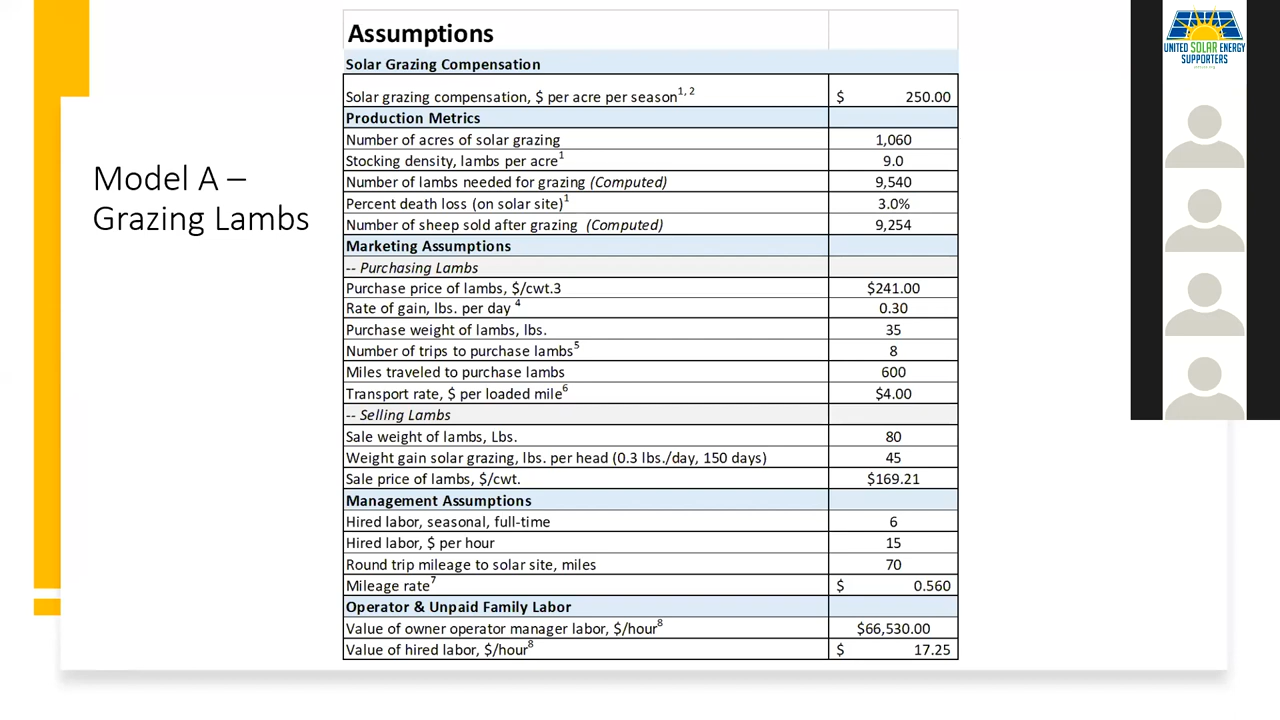 Model A –
Grazing Lambs
Assumptions
Solar Grazing Compensation
Solar grazing compensation, $ per acre per season1, 2 $ 250.00
Production Metrics
Number of acres of solar grazing 1,060
Stocking density, lambs per acre1 9.0
Number of lambs needed for grazing (Computed) 9,540
Percent death loss (on solar site)1 3.0%
Number of sheep sold after grazing (Computed) 9,254
Marketing Assumptions
-- Purchasing Lambs
Purchase price of lambs, $/cwt.3 $241.00
Rate of gain, lbs. per day 4 0.30
Purchase weight of lambs, lbs. 35
Number of trips to purchase lambs5 8
Miles traveled to purchase lambs 600
Transport rate, $ per loaded mile6 $4.00
-- Selling Lambs
Sale weight of lambs, Lbs. 80
Weight gain solar grazing, lbs. per head (0.3 lbs./day, 150 days) 45
Sale price of lambs, $/cwt. $169.21
Management Assumptions
Hired labor, seasonal, full-time 6
Hired labor, $ per hour 15
Round trip mileage to solar site, miles 70
Mileage rate7 $ 0.560
Operator & Unpaid Family Labor
Value of owner operator manager labor, $/hour8 $66,530.00
Value of hired labor, $/hour8 $ 17.25
UNITED SOLAR ENERGY
SUPPORTERS